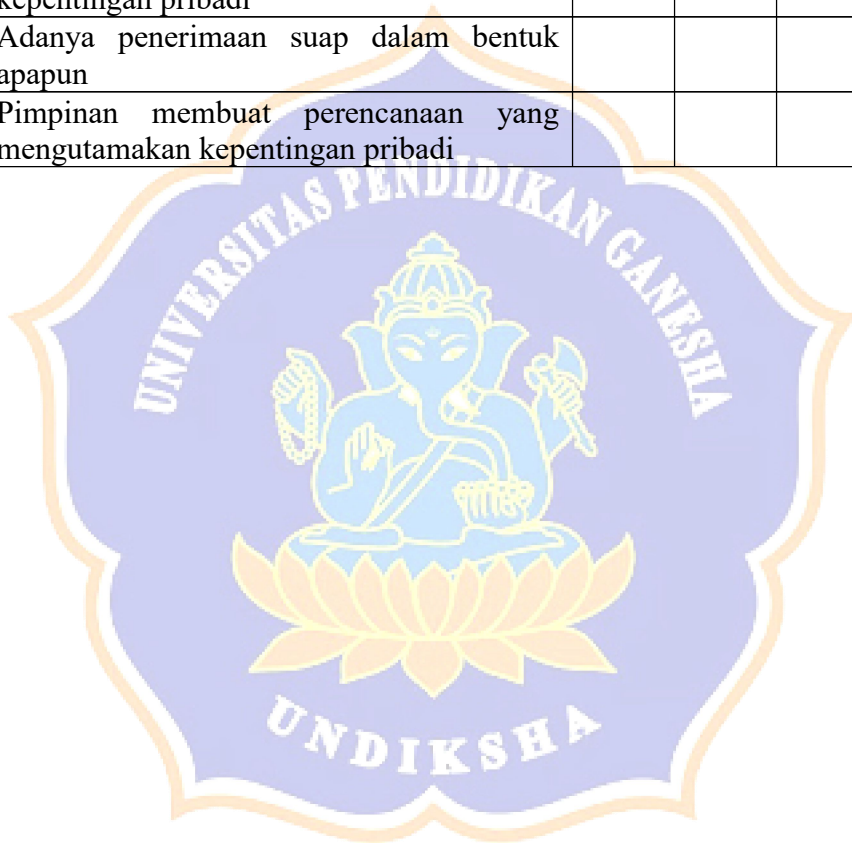 kepentingan pribadi
Adanya penerimaan suap dalam bentuk
apapun
Pimpinan membuat perencanaan yang
mengutamakan kepentingan pribadi
UNIVERSITAS PENDIDIKAN GANESHA
UNDIKSHA